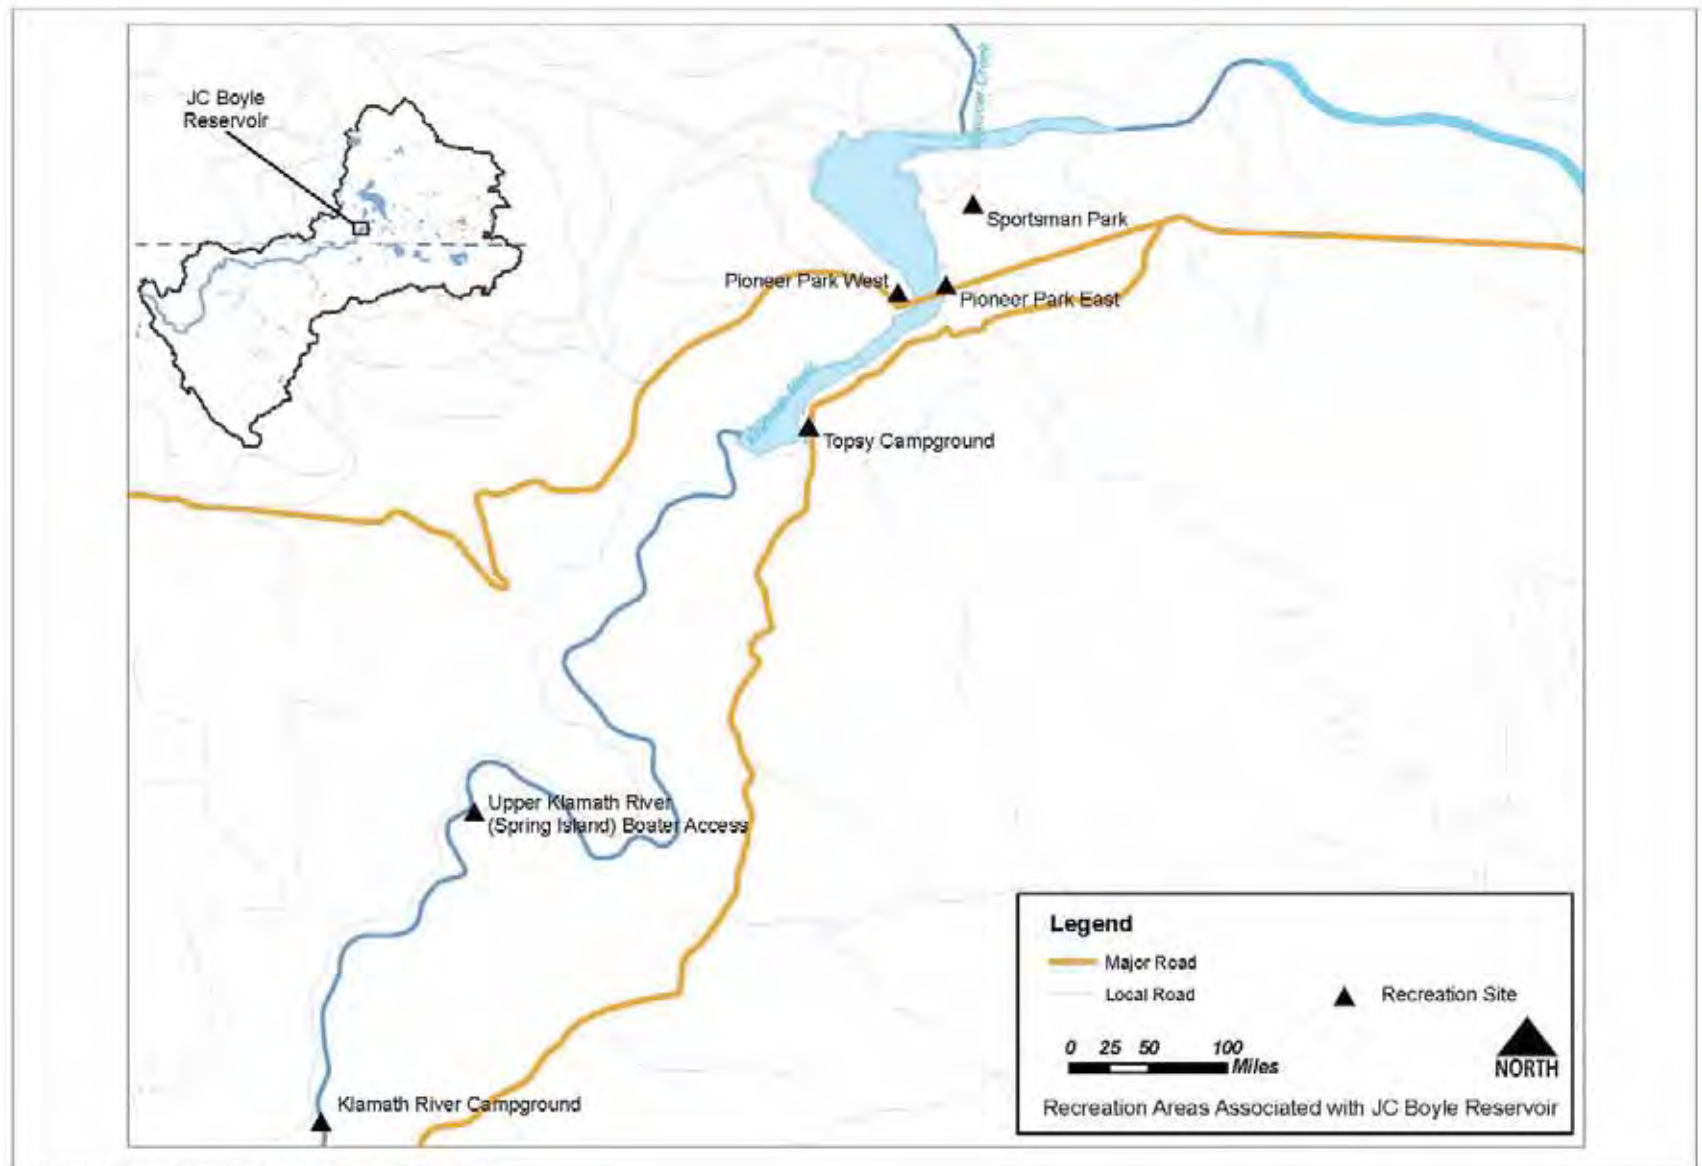 JC Boyle
Reservoir
Creek
Sportsman Park
Pioneer Park West
Pioneer Park East
Topsy Campground
Upper Klamath River
(Spring Island) Boater Access
Klamath River Campground
Legend
Major Road
Local Road
Recreation Site
0 25 50 100
Miles
NORTH
Recreation Areas Associated with JC Boyle Reservoir